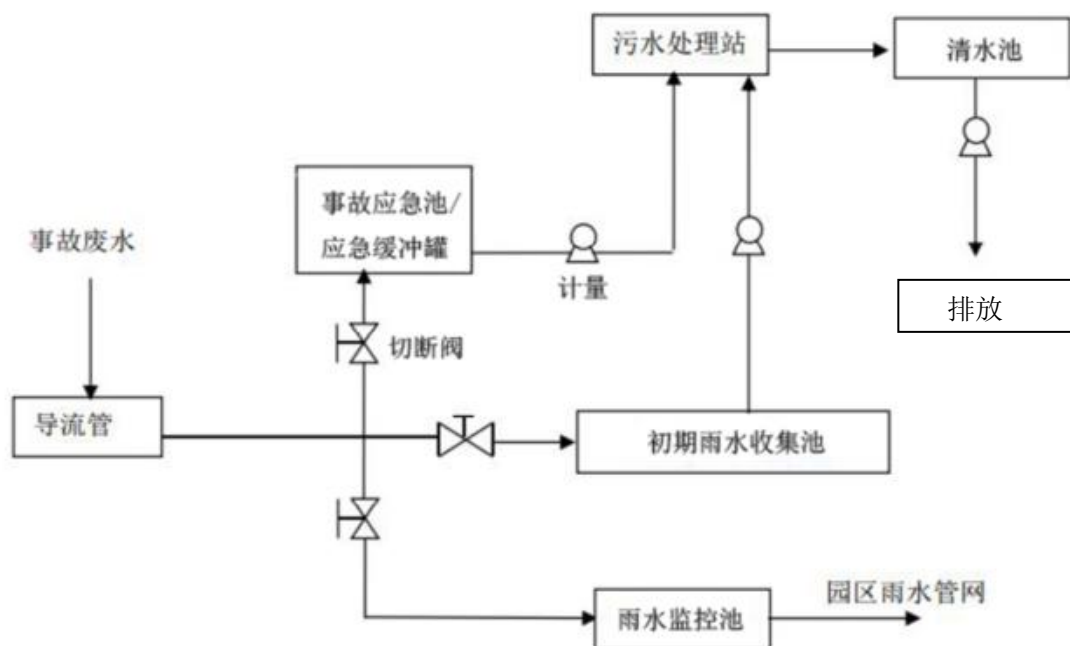 污水处理站
清水池
事故应急池/
应急缓冲罐
事故废水
计量
排放
切断阀
导流管
初期雨水收集池
园区雨水管网
雨水监控池